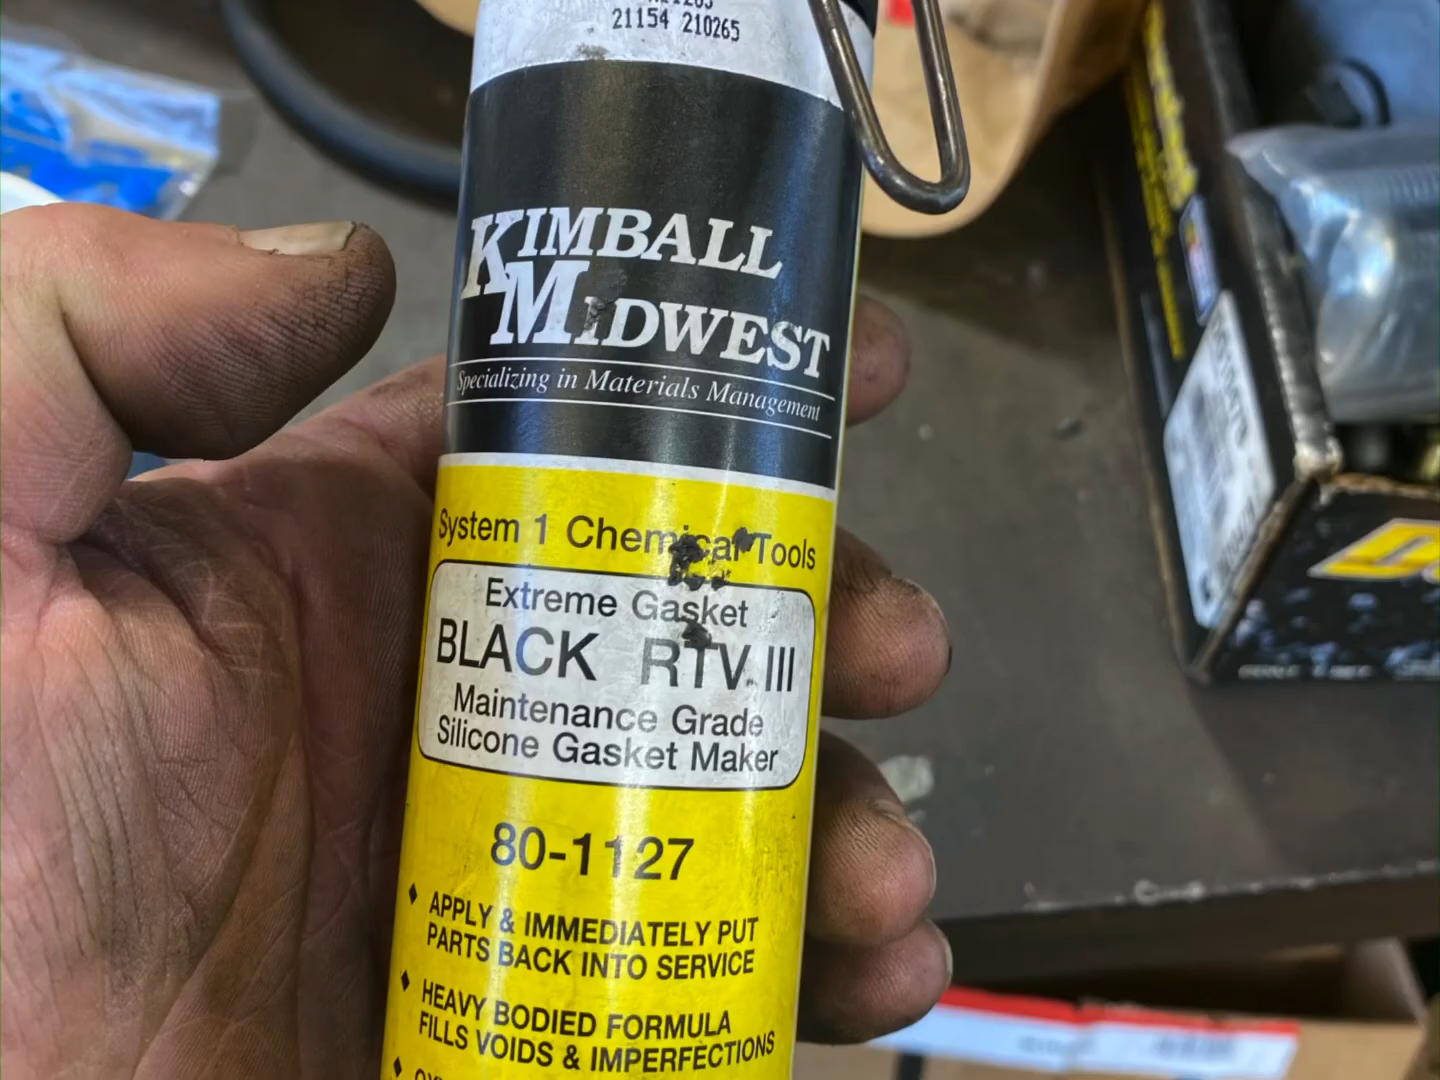 21154 210265
KIMBALL
MIDWEST
Specializing in Materials Management
System 1 Chemical Tools
Extreme Gasket
BLACK RTV III
Maintenance Grade
Silicone Gasket Maker
80-1127
♦ APPLY & IMMEDIATELY PUT
PARTS BACK INTO SERVICE
♦ HEAVY BODIED FORMULA
FILLS VOIDS & IMPERFECTIONS